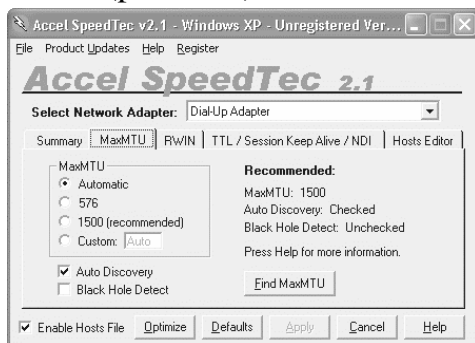 Accel SpeedTec v2.1 - Windows XP - Unregistered Ver...
File Product Updates Help Register
Accel SpeedTec 2.1
Select Network Adapter: Dial-Up Adapter
Summary MaxMTU RWIN TTL / Session Keep Alive / NDI Hosts Editor
MaxMTU
Automatic
576
1500 (recommended)
Custom: Auto
Auto Discovery
Black Hole Detect
Recommended:
MaxMTU: 1500
Auto Discovery: Checked
Black Hole Detect: Unchecked
Press Help for more information.
Find MaxMTU
Enable Hosts File Optimize Defaults Apply Cancel Help